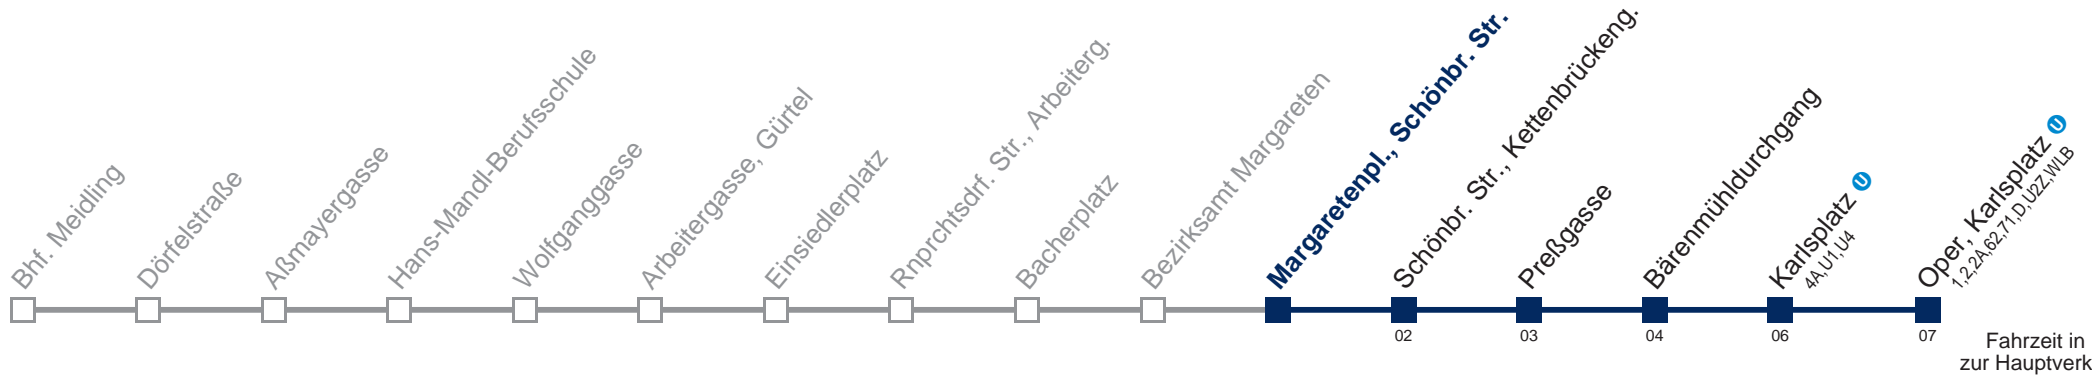 Bhf. Meidling
Dörfelstraße
Aßmayergasse
Hans-Mandl-Berufsschule
Wolfganggasse
Arbeitergasse, Gürtel
Einsiedlerplatz
Rnprchtsdrf. Str., Arbeiterg.
Bacherplatz
Bezirksamt Margareten
Margaretenpl., Schönbr. Str.
Schönbr. Str., Kettenbrückeng.
Preßgasse
Bärenmühldurchgang
Karlsplatz U
4A,U1,U4
Oper, Karlsplatz U
1,2,2A,62,71,D,U2Z,WLB
02
03
04
06
07
Fahrzeit in
zur Hauptverk